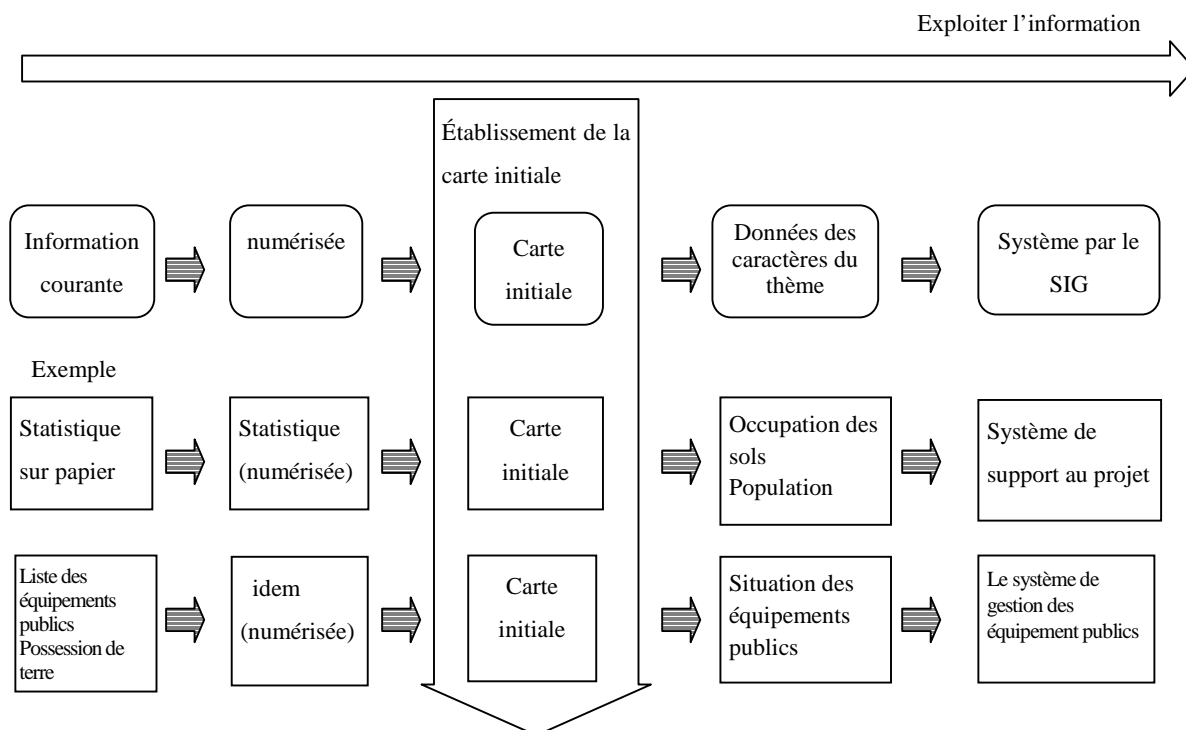 Exploiter l’information
Établissement de la
carte initiale
Information
courante
numérisée
Carte
initiale
Données des
caractères du
thème
Système par le
SIG
Exemple
Statistique
sur papier
Statistique
(numérisée)
Carte
initiale
Occupation des
sols
Population
Système de
support au projet
Liste des
équipements
publics
Possession de
terre
idem
(numérisée)
Carte
initiale
Situation des
équipements
publics
Le système de
gestion des
équipement publics